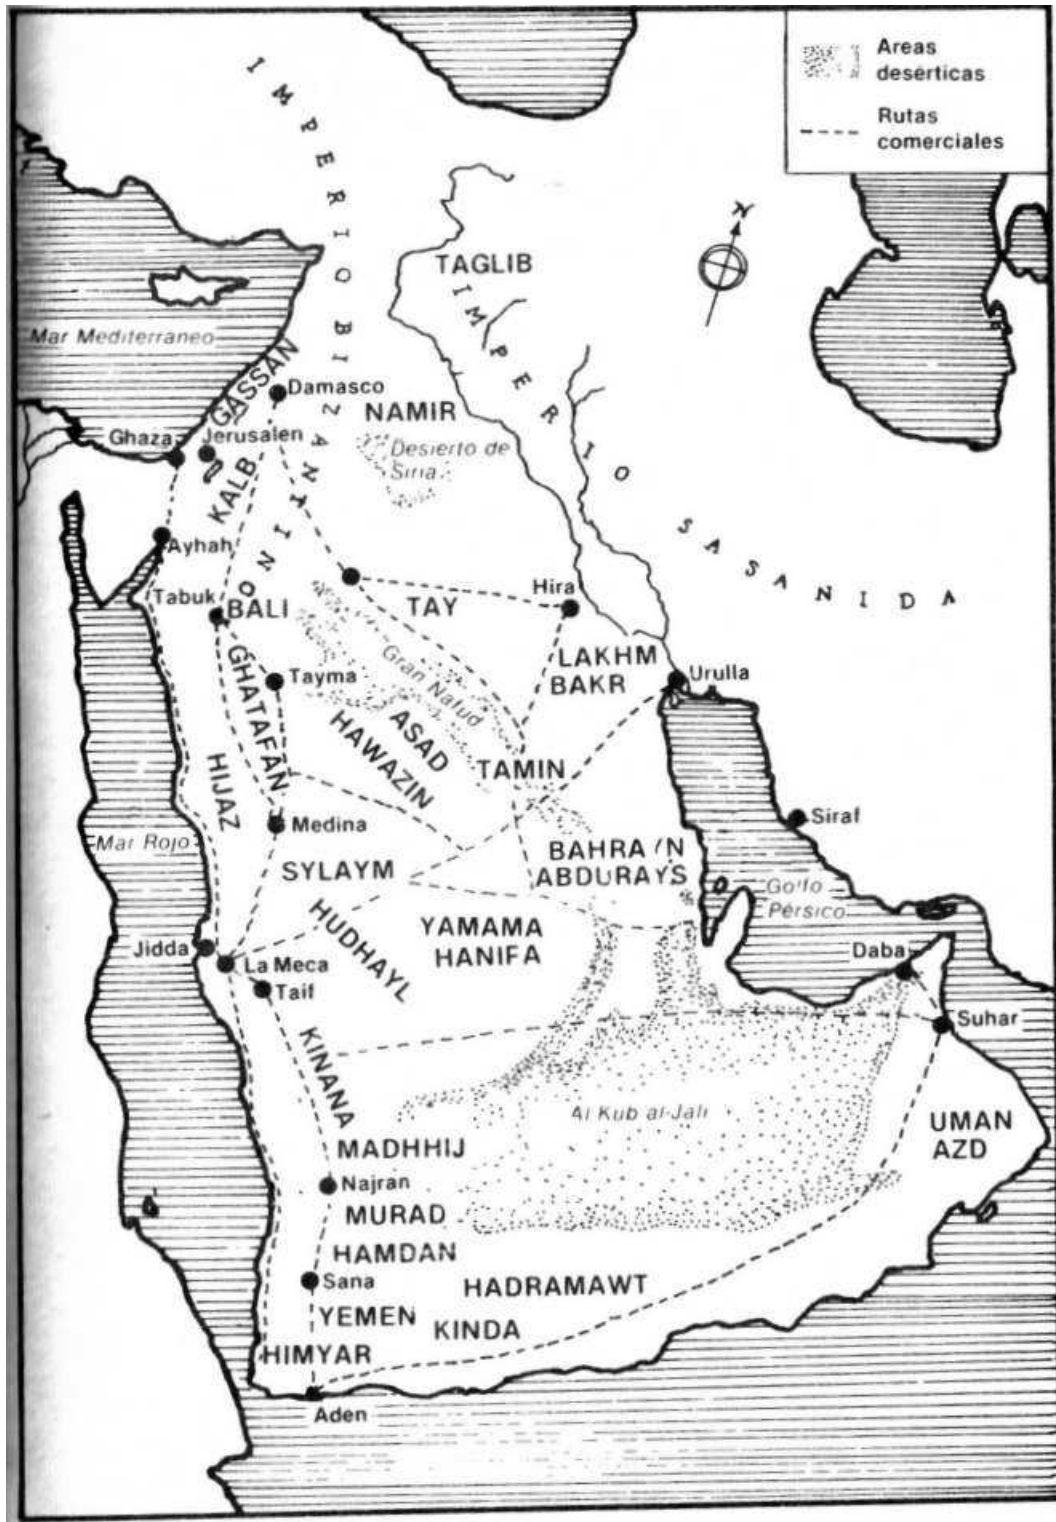 Areas
desérticas
Rutas
comerciales
IMPERIO BIZANTINO
N
TAGLIB
IMPERIO SASANIDA
Mar Mediterraneo
GASSAN
Damasco
NAMIR
Ghaza
Jerusalen
Desierto de
Siria
KALB
Ayhah
Tabuk
BALI
TAY
Hira
GHATAFAN
Tayma
Gran Nafud
LAKHM
BAKR
Urulla
ASAD
HAWAZIN
HIJAZ
TAMIN
Medina
Siraf
Mar Rojo
SYLAYM
BAHRAYN
ABDURAYS
Golfo
Pérsico
HUDHAYL
YAMAMA
HANIFA
Jidda
La Meca
Daba
Taif
Suhar
KINANA
Al Kub al-Jali
UMAN
AZD
MADHHIJ
Najran
MURAD
HAMDAN
Sana
HADRAMAWT
YEMEN
KINDA
HIMYAR
Aden